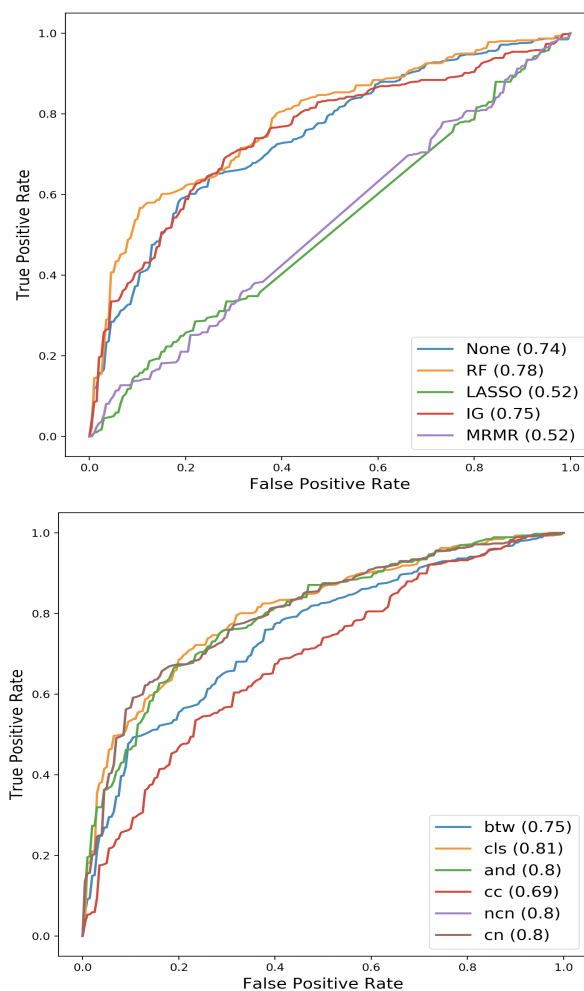 1.0
0.8
0.6
0.4
0.2
0.0
True Positive Rate
None (0.74)
RF (0.78)
LASSO (0.52)
IG (0.75)
MRMR (0.52)
0.0 0.2 0.4 0.6 0.8 1.0
False Positive Rate
1.0
0.8
0.6
0.4
0.2
0.0
True Positive Rate
btw (0.75)
cls (0.81)
and (0.8)
cc (0.69)
ncn (0.8)
cn (0.8)
0.0 0.2 0.4 0.6 0.8 1.0
False Positive Rate